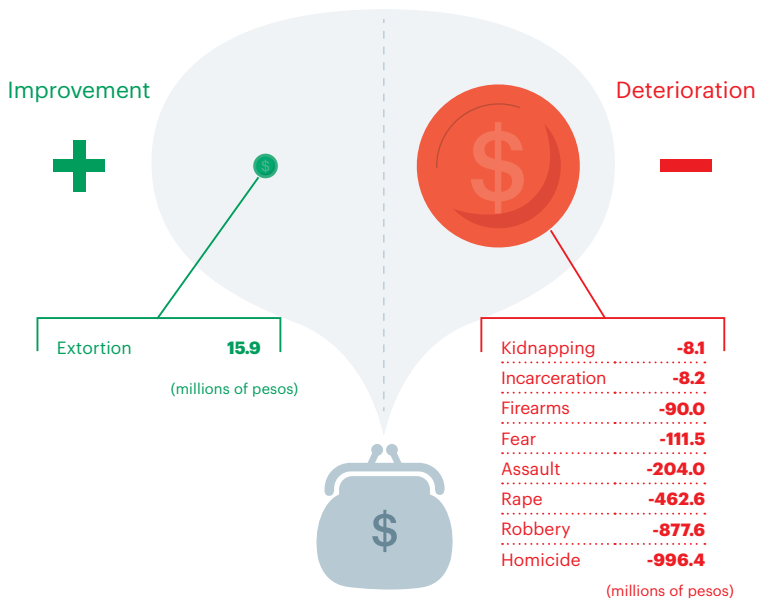 Improvement
Deterioration
$
$
Extortion 15.9
(millions of pesos)
Kidnapping -8.1
Incarceration -8.2
Firearms -90.0
Fear -111.5
Assault -204.0
Rape -462.6
Robbery -877.6
Homicide -996.4
(millions of pesos)
$